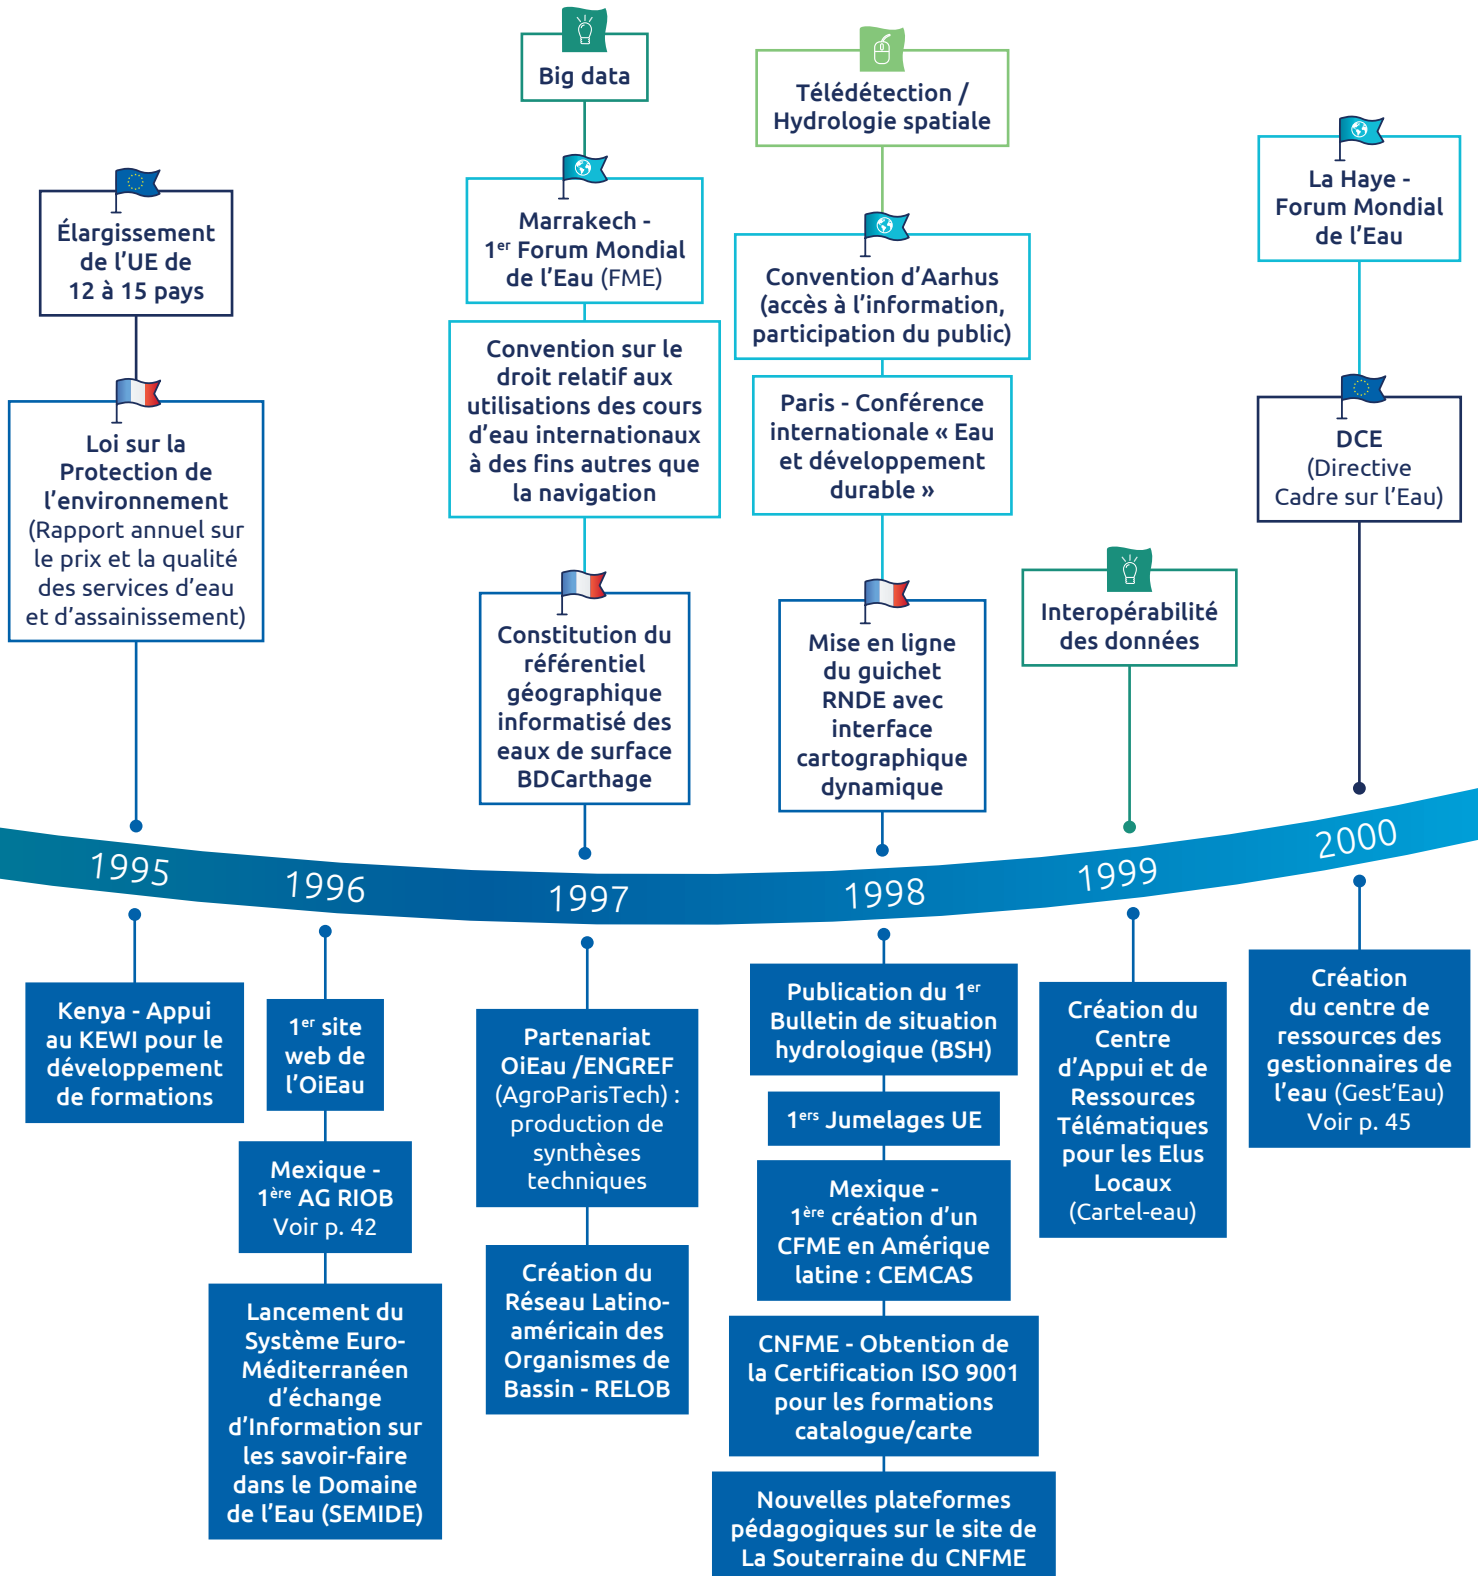 Big data
Télédétection /
Hydrologie spatiale
Élargissement
de l’UE de
12 à 15 pays
Marrakech -
1er Forum Mondial
de l’Eau (FME)
Convention d’Aarhus
(accès à l’information,
participation du public)
La Haye -
Forum Mondial
de l’Eau
Loi sur la
Protection de
l’environnement
(Rapport annuel sur
le prix et la qualité
des services d’eau
et d’assainissement)
Convention sur le
droit relatif aux
utilisations des cours
d’eau internationaux
à des fins autres que
la navigation
Paris - Conférence
internationale « Eau
et développement
durable »
DCE
(Directive
Cadre sur l’Eau)
Constitution du
référentiel
géographique
informatisé des
eaux de surface
BDCarthage
Mise en ligne
du guichet
RNDE avec
interface
cartographique
dynamique
Interopérabilité
des données
1995
1996
1997
1998
1999
2000
Kenya - Appui
au KEWI pour le
développement
de formations
1er site
web de
l’OiEau
Mexique -
1ère AG RIOB
Voir p. 42
Lancement du
Système Euro-
Méditerranéen
d’échange
d’Information sur
les savoir-faire
dans le Domaine
de l’Eau (SEMIDE)
Partenariat
OiEau /ENGREF
(AgroParisTech) :
production de
synthèses
techniques
Création du
Réseau Latino-
américain des
Organismes de
Bassin - RELOB
Publication du 1er
Bulletin de situation
hydrologique (BSH)
1ers Jumelages UE
Mexique -
1ère création d’un
CFME en Amérique
latine : CEMCAS
CNFME - Obtention de
la Certification ISO 9001
pour les formations
catalogue/carte
Nouvelles plateformes
pédagogiques sur le site de
La Souterraine du CNFME
Création du
Centre
d’Appui et de
Ressources
Télématiques
pour les Elus
Locaux
(Cartel-eau)
Création
du centre de
ressources des
gestionnaires de
l’eau (Gest’Eau)
Voir p. 45